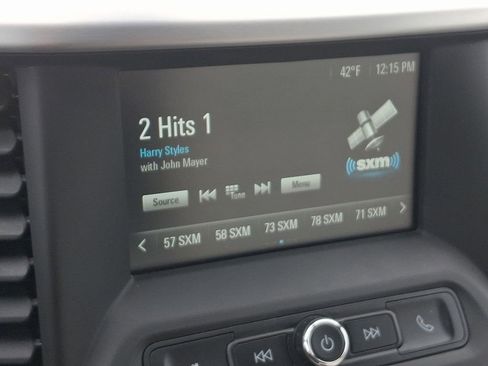 42°F 12:15 PM
2 Hits 1
Harry Styles
with John Mayer
((sxm))
Source Tone Menu
57 SXM 58 SXM 73 SXM 78 SXM 71 SXM